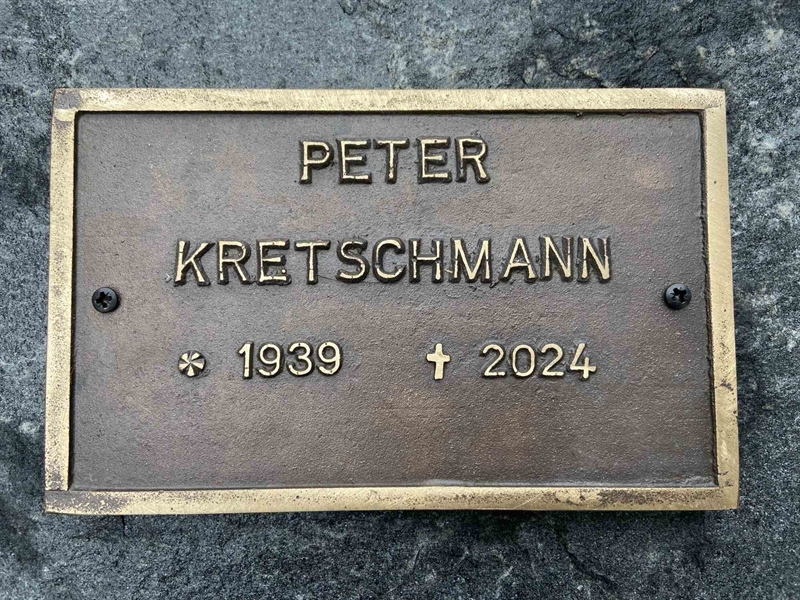 PETER
KRETSCHMANN
* 1939 † 2024